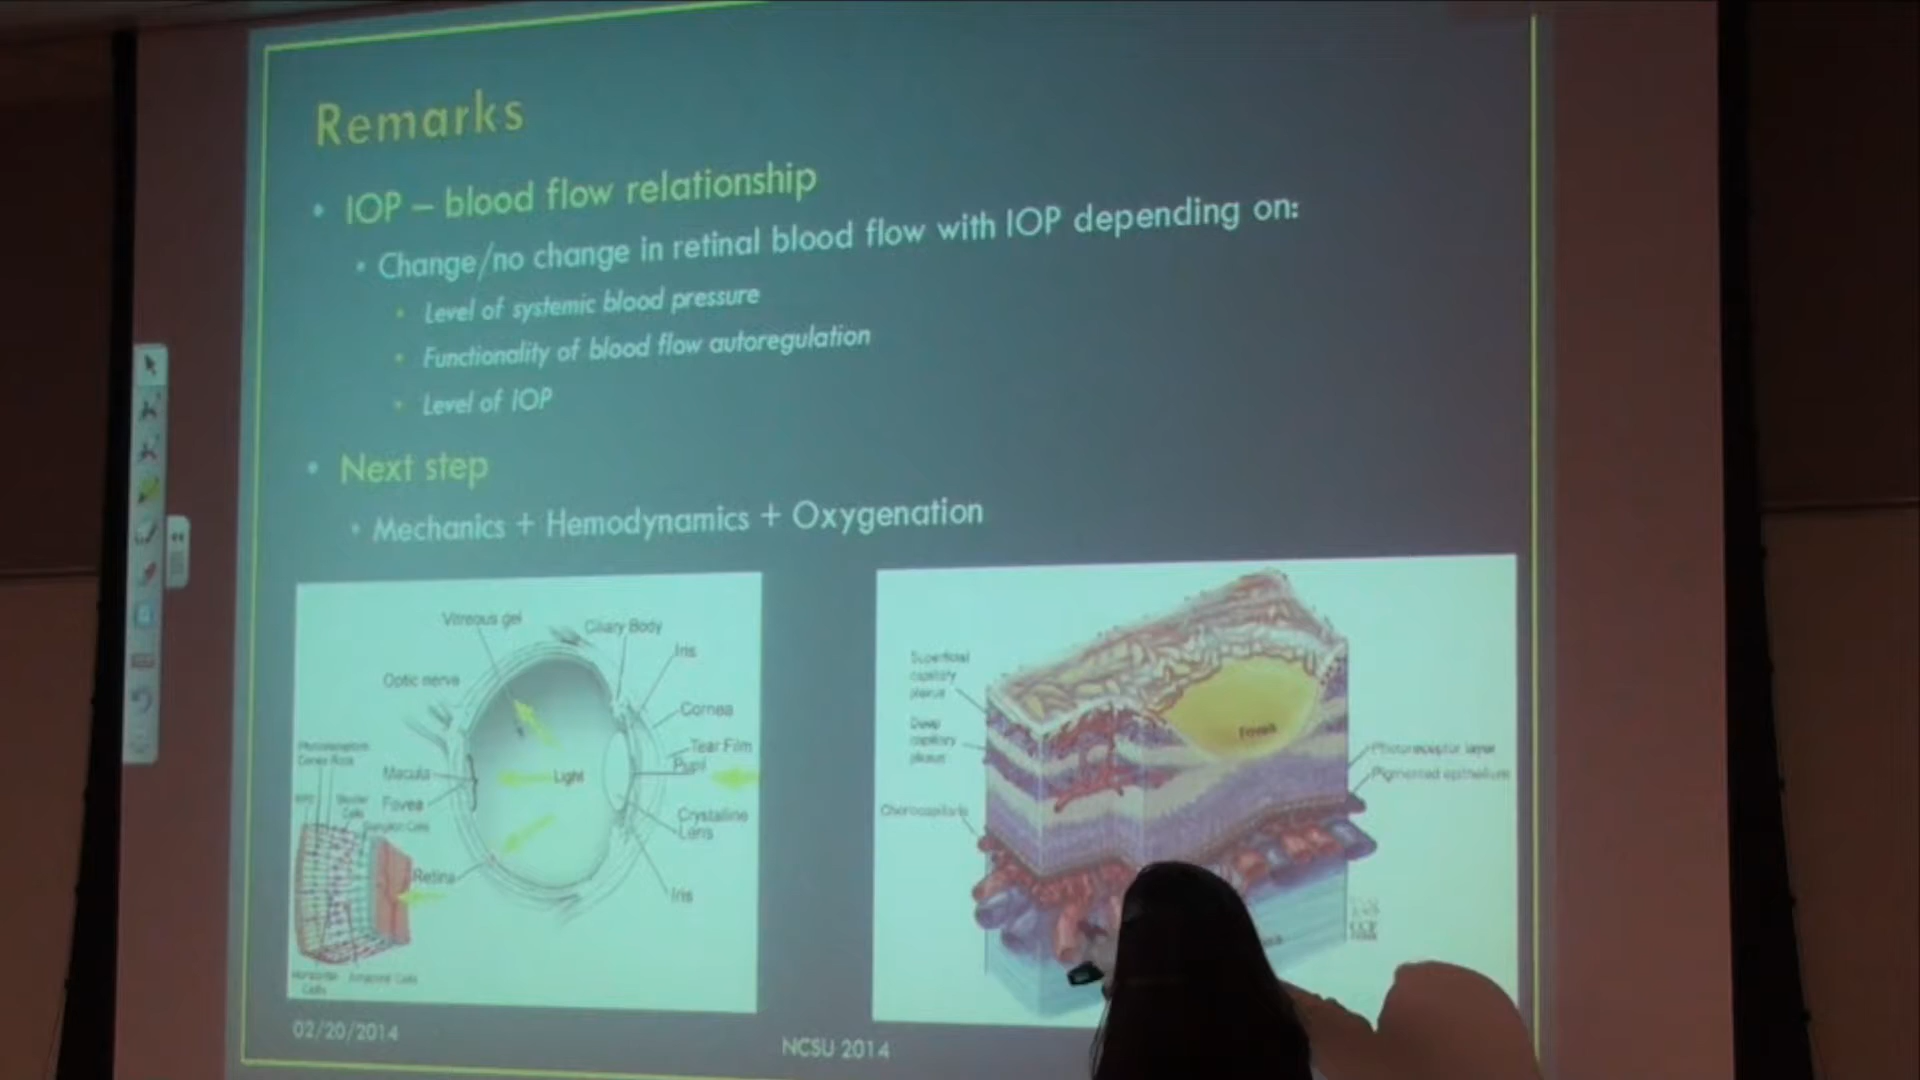 Remarks
• IOP – blood flow relationship
• Change/no change in retinal blood flow with IOP depending on:
• Level of systemic blood pressure
• Functionality of blood flow autoregulation
• Level of IOP
• Next step
• Mechanics + Hemodynamics + Oxygenation
Vitreous gel
Ciliary Body
Iris
Optic nerve
Cornea
Tear Film
Pupil
Macula
Light
Fovea
Crystalline
Lens
Retina
Iris
Superficial
capillary
plexus
Deep
capillary
plexus
Fovea
Photoreceptor layer
Pigmented epithelium
Choriocapillaris
02/20/2014
NCSU 2014